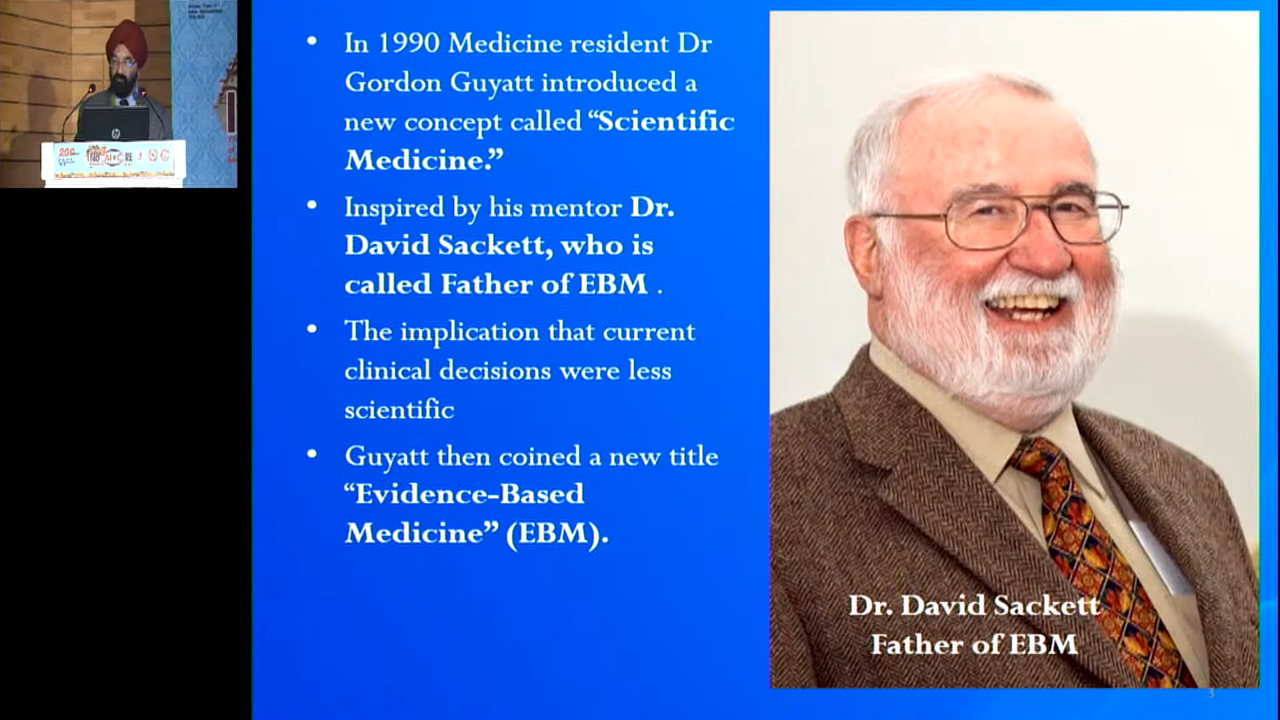 • In 1990 Medicine resident Dr
Gordon Guyatt introduced a
new concept called “Scientific
Medicine.”
• Inspired by his mentor Dr.
David Sackett, who is
called Father of EBM .
• The implication that current
clinical decisions were less
scientific
• Guyatt then coined a new title
“Evidence-Based
Medicine” (EBM).
Dr. David Sackett
Father of EBM
3